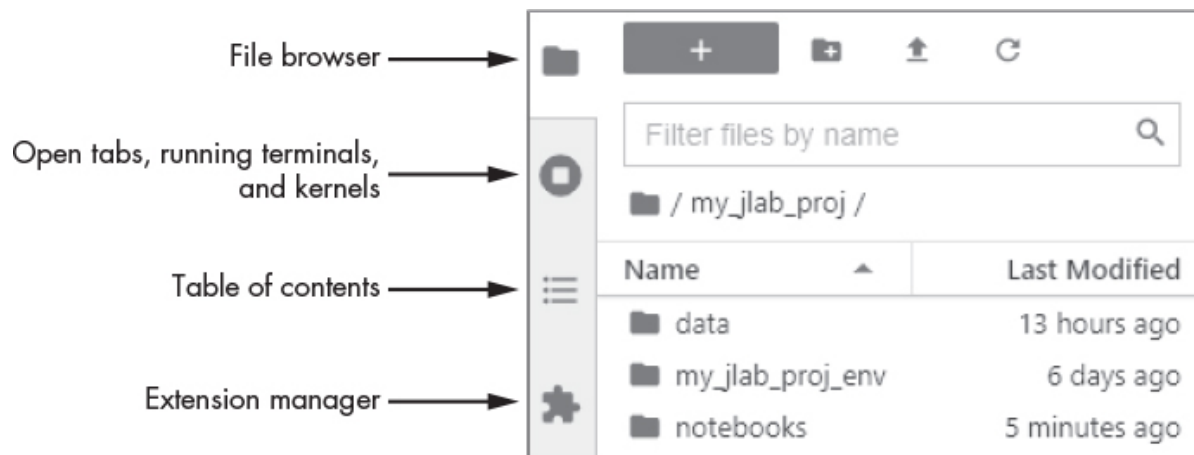 File browser
Open tabs, running terminals,
and kernels
Table of contents
Extension manager
+
Filter files by name
/ my_jlab_proj /
Name Last Modified
data 13 hours ago
my_jlab_proj_env 6 days ago
notebooks 5 minutes ago